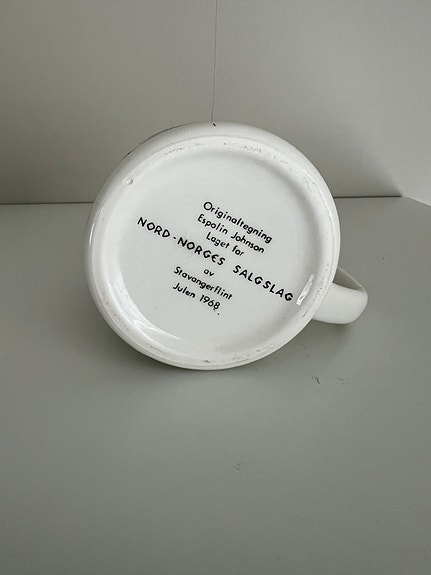 Originaltegning
Espolin Johnson
Laget for
NORD-NORGES SALGSLAG
av
Stavangerflint
Julen 1968.